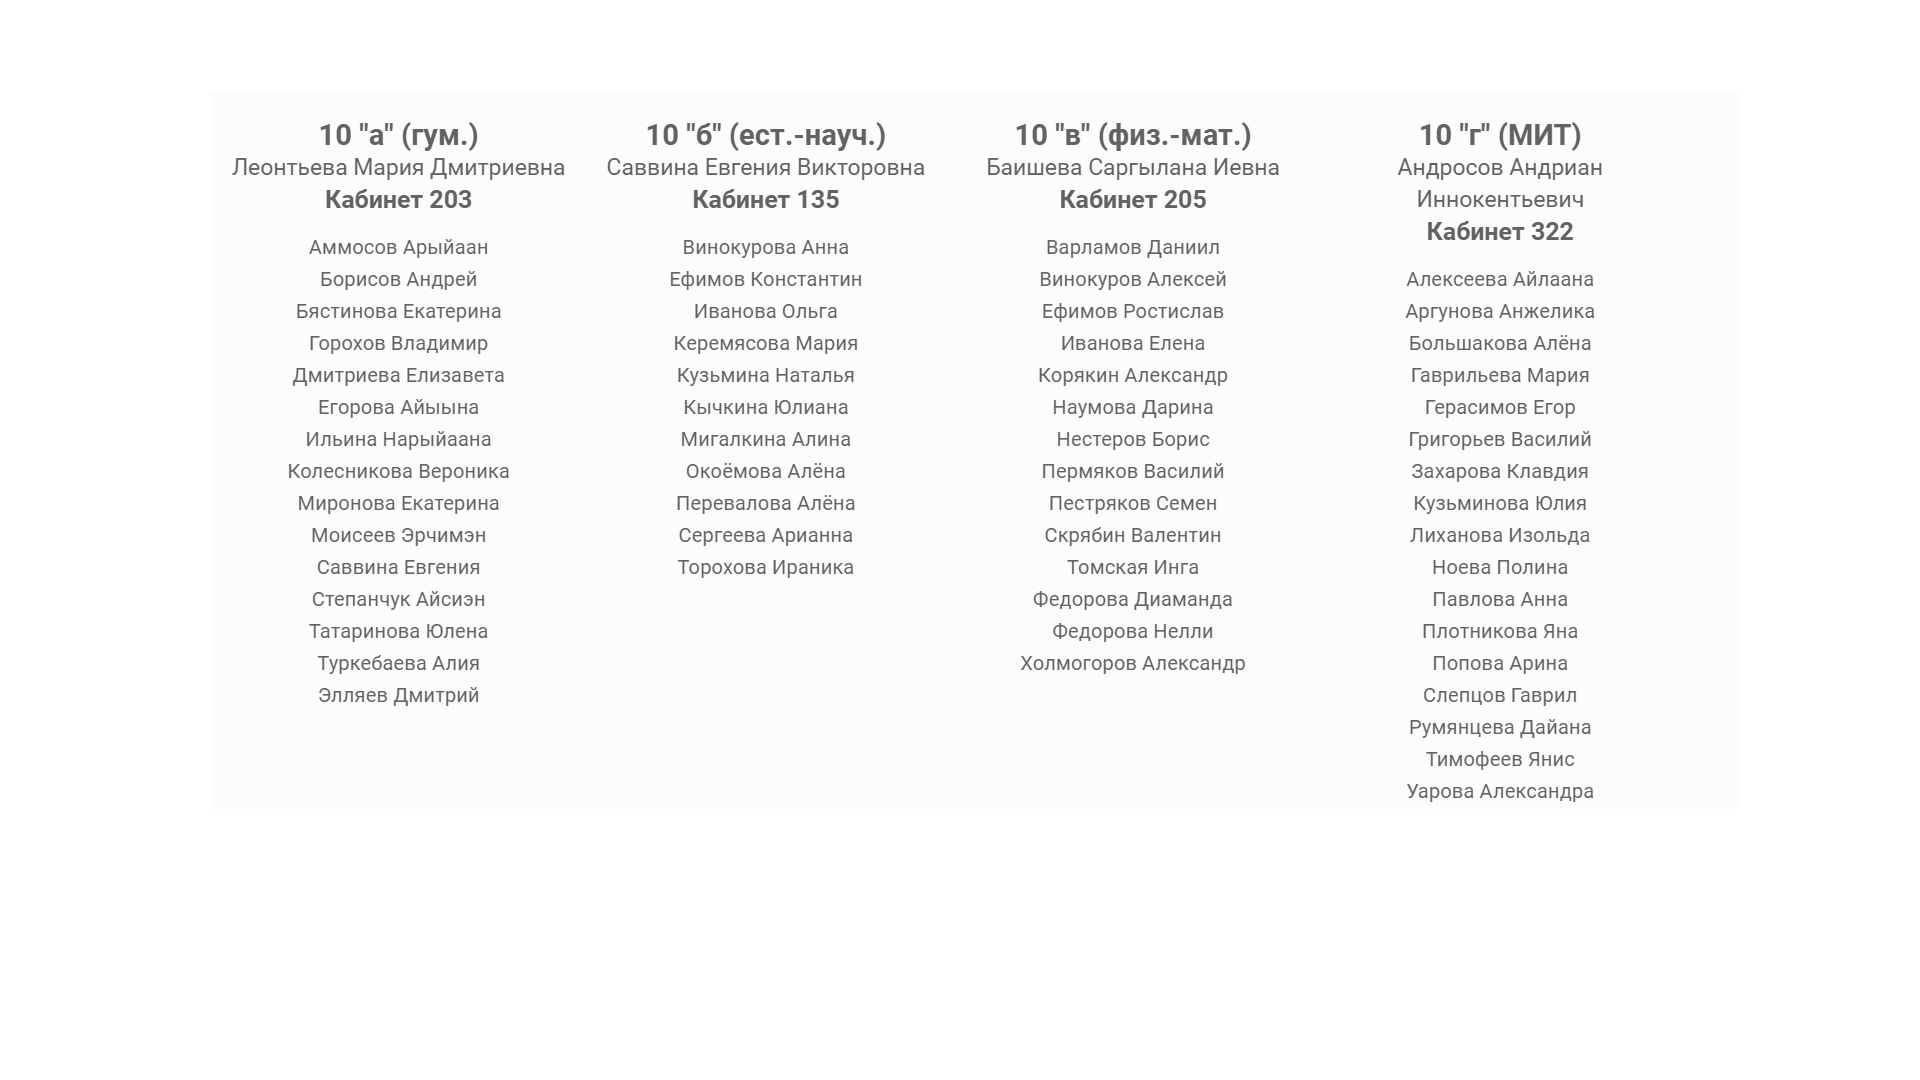 10 "а" (гум.)
Леонтьева Мария Дмитриевна
Кабинет 203
Аммосов Арыйаан
Борисов Андрей
Бястинова Екатерина
Горохов Владимир
Дмитриева Елизавета
Егорова Айыына
Ильина Нарыйаана
Колесникова Вероника
Миронова Екатерина
Моисеев Эрчимэн
Саввина Евгения
Степанчук Айсиэн
Татаринова Юлена
Туркебаева Алия
Элляев Дмитрий
10 "б" (ест.-науч.)
Саввина Евгения Викторовна
Кабинет 135
Винокурова Анна
Ефимов Константин
Иванова Ольга
Керемясова Мария
Кузьмина Наталья
Кычкина Юлиана
Мигалкина Алина
Окоёмова Алёна
Перевалова Алёна
Сергеева Арианна
Торохова Ираника
10 "в" (физ.-мат.)
Баишева Саргылана Иевна
Кабинет 205
Варламов Даниил
Винокуров Алексей
Ефимов Ростислав
Иванова Елена
Корякин Александр
Наумова Дарина
Нестеров Борис
Пермяков Василий
Пестряков Семен
Скрябин Валентин
Томская Инга
Федорова Диаманда
Федорова Нелли
Холмогоров Александр
10 "г" (МИТ)
Андросов Андриан
Иннокентьевич
Кабинет 322
Алексеева Айлаана
Аргунова Анжелика
Большакова Алёна
Гаврильева Мария
Герасимов Егор
Григорьев Василий
Захарова Клавдия
Кузьминова Юлия
Лиханова Изольда
Ноева Полина
Павлова Анна
Плотникова Яна
Попова Арина
Слепцов Гаврил
Румянцева Дайана
Тимофеев Янис
Уарова Александра